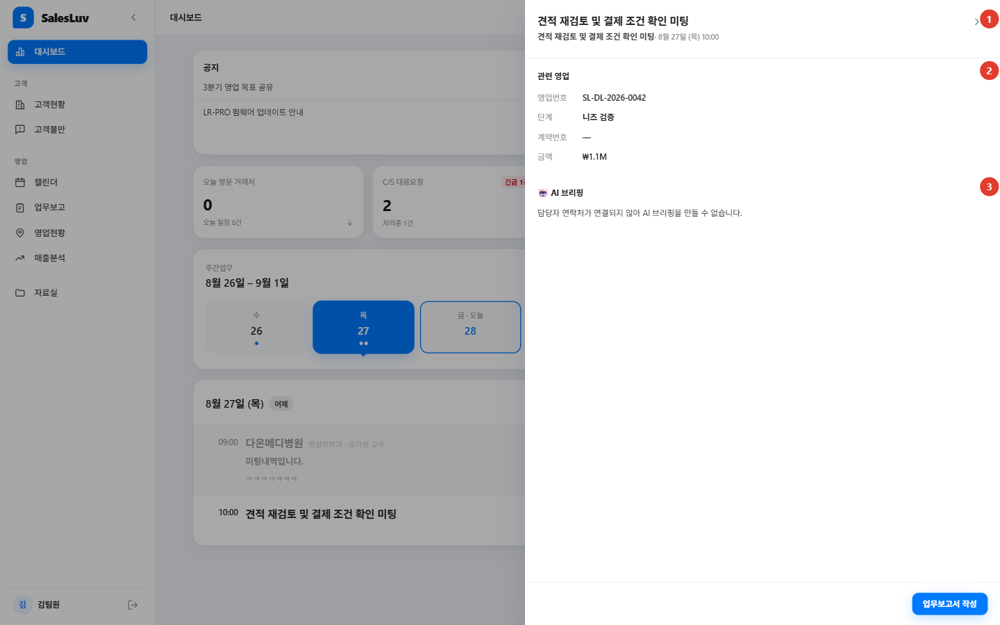 S SalesLuv
대시보드
고객
고객현황
고객불만
영업
캘린더
업무보고
영업현황
매출분석
자료실
김 김팀원
대시보드
공지
3분기 영업 목표 공유
LR-PRO 펌웨어 업데이트 안내
오늘 방문 거래처
0
오늘 일정 0건
C/S 대응요청
긴급 1
2
처리중 1건
주간업무
8월 26일 – 9월 1일
수
26
목
27
금 · 오늘
28
8월 27일 (목) 어제
09:00 다온메디병원 영상의학과 · 오가영 교수
미팅내역입니다.
ㅋㅋㅋㅋㅋㅋㅋ
10:00 견적 재검토 및 결제 조건 확인 미팅
견적 재검토 및 결제 조건 확인 미팅
견적 재검토 및 결제 조건 확인 미팅· 8월 27일 (목) 10:00
1
관련 영업
2
영업번호 SL-DL-2026-0042
단계 니즈 검증
계약번호 —
금액 ₩1.1M
AI 브리핑
3
담당자 연락처가 연결되지 않아 AI 브리핑을 만들 수 없습니다.
업무보고서 작성